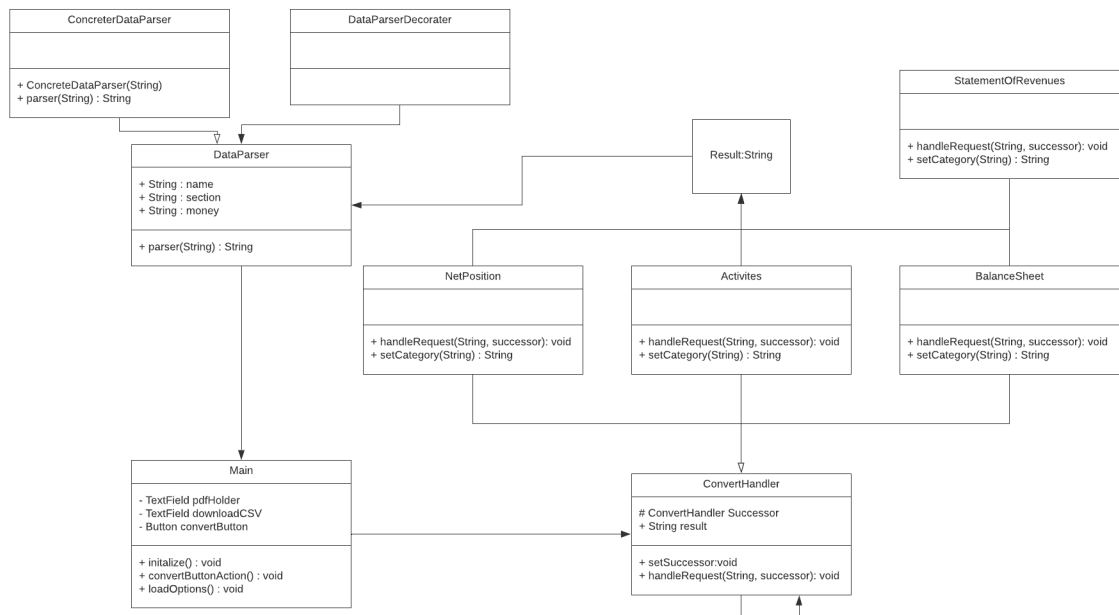 ConcreterDataParser
+ ConcreteDataParser(String)
+ parser(String) : String
DataParserDecorater
StatementOfRevenues
+ handleRequest(String, successor): void
+ setCategory(String) : String
DataParser
+ String : name
+ String : section
+ String : money
+ parser(String) : String
Result:String
NetPosition
+ handleRequest(String, successor): void
+ setCategory(String) : String
Activites
+ handleRequest(String, successor): void
+ setCategory(String) : String
BalanceSheet
+ handleRequest(String, successor): void
+ setCategory(String) : String
Main
- TextField pdfHolder
- TextField downloadCSV
- Button convertButton
+ initalize() : void
+ convertButtonAction() : void
+ loadOptions() : void
ConvertHandler
# ConvertHandler Successor
+ String result
+ setSuccessor:void
+ handleRequest(String, successor): void